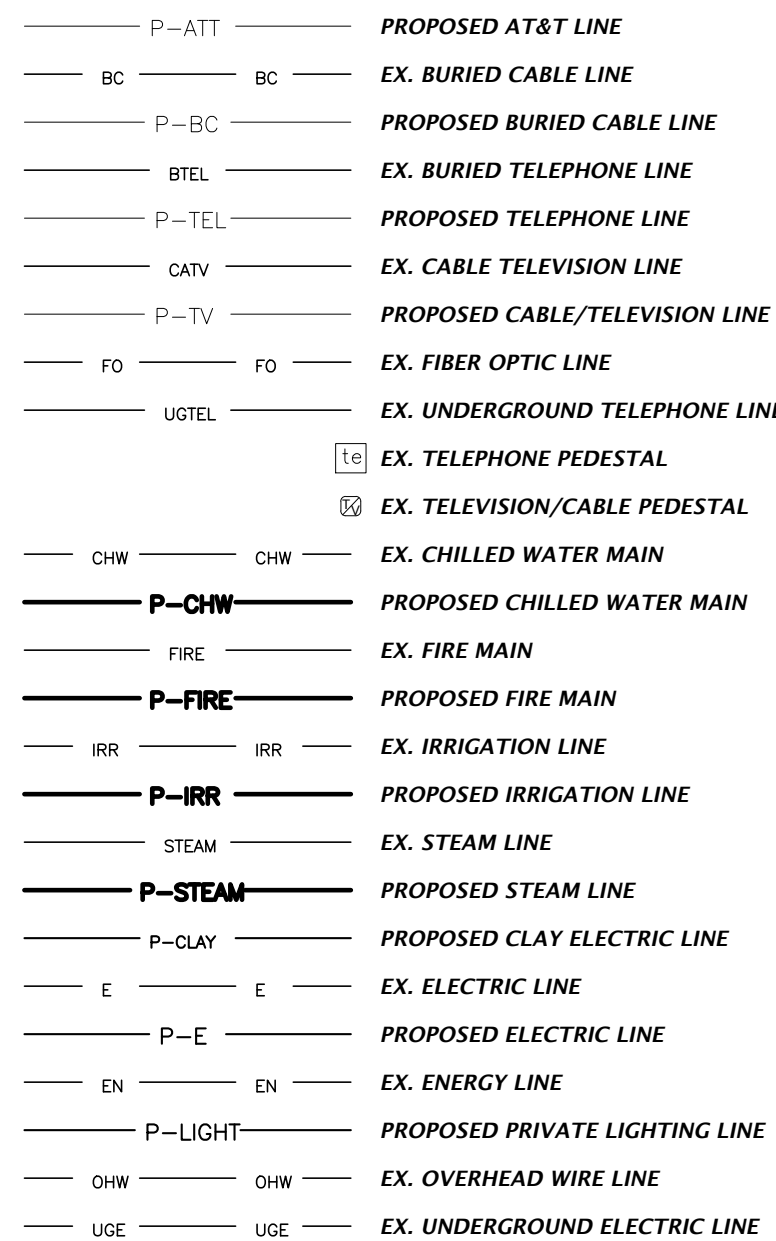 P-ATT PROPOSED AT&T LINE
BC BC EX. BURIED CABLE LINE
P-BC PROPOSED BURIED CABLE LINE
BTEL EX. BURIED TELEPHONE LINE
P-TEL PROPOSED TELEPHONE LINE
CATV EX. CABLE TELEVISION LINE
P-TV PROPOSED CABLE/TELEVISION LINE
FO FO EX. FIBER OPTIC LINE
UGTEL EX. UNDERGROUND TELEPHONE LINE
te EX. TELEPHONE PEDESTAL
TV EX. TELEVISION/CABLE PEDESTAL
CHW CHW EX. CHILLED WATER MAIN
P-CHW PROPOSED CHILLED WATER MAIN
FIRE EX. FIRE MAIN
P-FIRE PROPOSED FIRE MAIN
IRR IRR EX. IRRIGATION LINE
P-IRR PROPOSED IRRIGATION LINE
STEAM EX. STEAM LINE
P-STEAM PROPOSED STEAM LINE
P-CLAY PROPOSED CLAY ELECTRIC LINE
E E EX. ELECTRIC LINE
P-E PROPOSED ELECTRIC LINE
EN EN EX. ENERGY LINE
P-LIGHT PROPOSED PRIVATE LIGHTING LINE
OHW OHW EX. OVERHEAD WIRE LINE
UGE UGE EX. UNDERGROUND ELECTRIC LINE